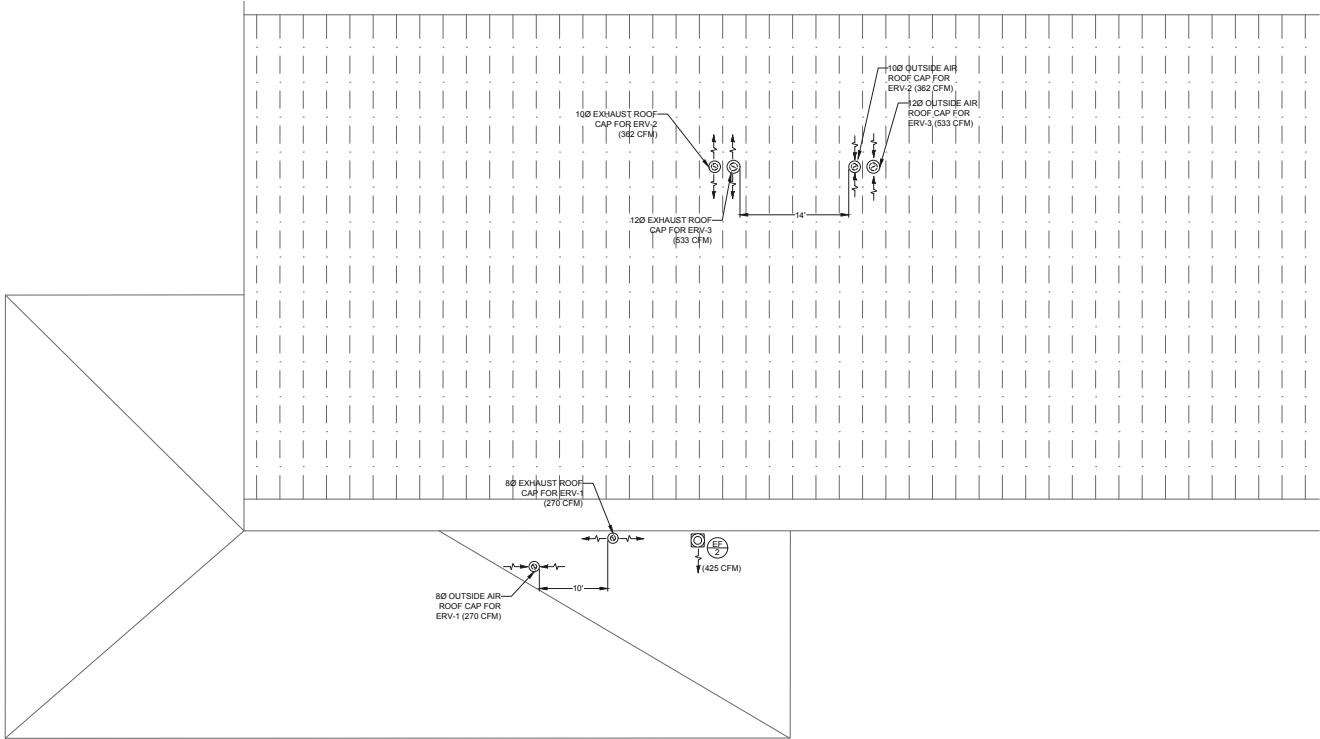 10Ø OUTSIDE AIR
ROOF CAP FOR
ERV-2 (362 CFM)
12Ø OUTSIDE AIR
ROOF CAP FOR
ERV-3 (533 CFM)
10Ø EXHAUST ROOF
CAP FOR ERV-2
(362 CFM)
12Ø EXHAUST ROOF
CAP FOR ERV-3
(533 CFM)
14'
8Ø EXHAUST ROOF
CAP FOR ERV-1
(270 CFM)
EF
2
(425 CFM)
10'
8Ø OUTSIDE AIR
ROOF CAP FOR
ERV-1 (270 CFM)